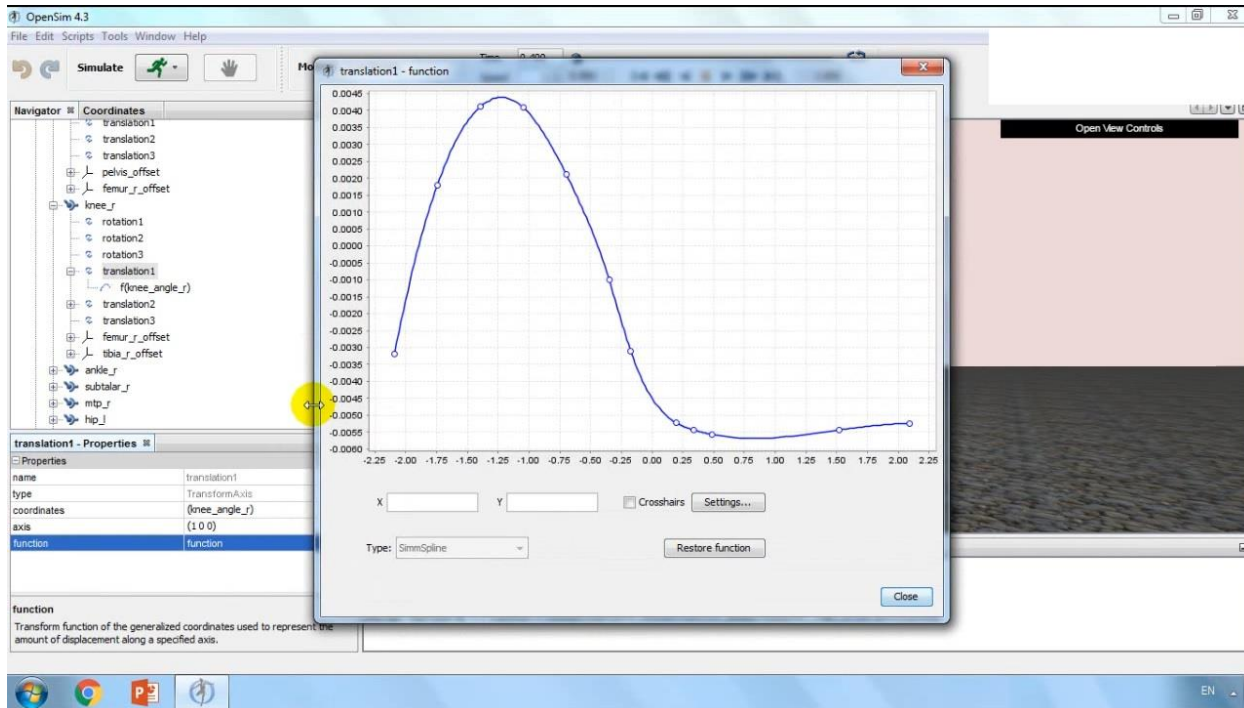 OpenSim 4.3
File Edit Scripts Tools Window Help
Simulate
Mo
Time
Navigator
Coordinates
translation1
translation2
translation3
pelvis_offset
femur_r_offset
knee_r
rotation1
rotation2
rotation3
translation1
f(knee_angle_r)
translation2
translation3
femur_r_offset
tibia_r_offset
ankle_r
subtalar_r
mtp_r
hip_l
translation1 - Properties
Properties
name translation1
type TransformAxis
coordinates (knee_angle_r)
axis (1 0 0)
function function
function
Transform function of the generalized coordinates used to represent the
amount of displacement along a specified axis.
translation1 - function
0.0045
0.0040
0.0035
0.0030
0.0025
0.0020
0.0015
0.0010
0.0005
0.0000
-0.0005
-0.0010
-0.0015
-0.0020
-0.0025
-0.0030
-0.0035
-0.0040
-0.0045
-0.0050
-0.0055
-0.0060
-2.25 -2.00 -1.75 -1.50 -1.25 -1.00 -0.75 -0.50 -0.25 0.00 0.25 0.50 0.75 1.00 1.25 1.50 1.75 2.00 2.25
X Y Crosshairs Settings...
Type: SimmSpline Restore function
Close
Open View Controls
EN